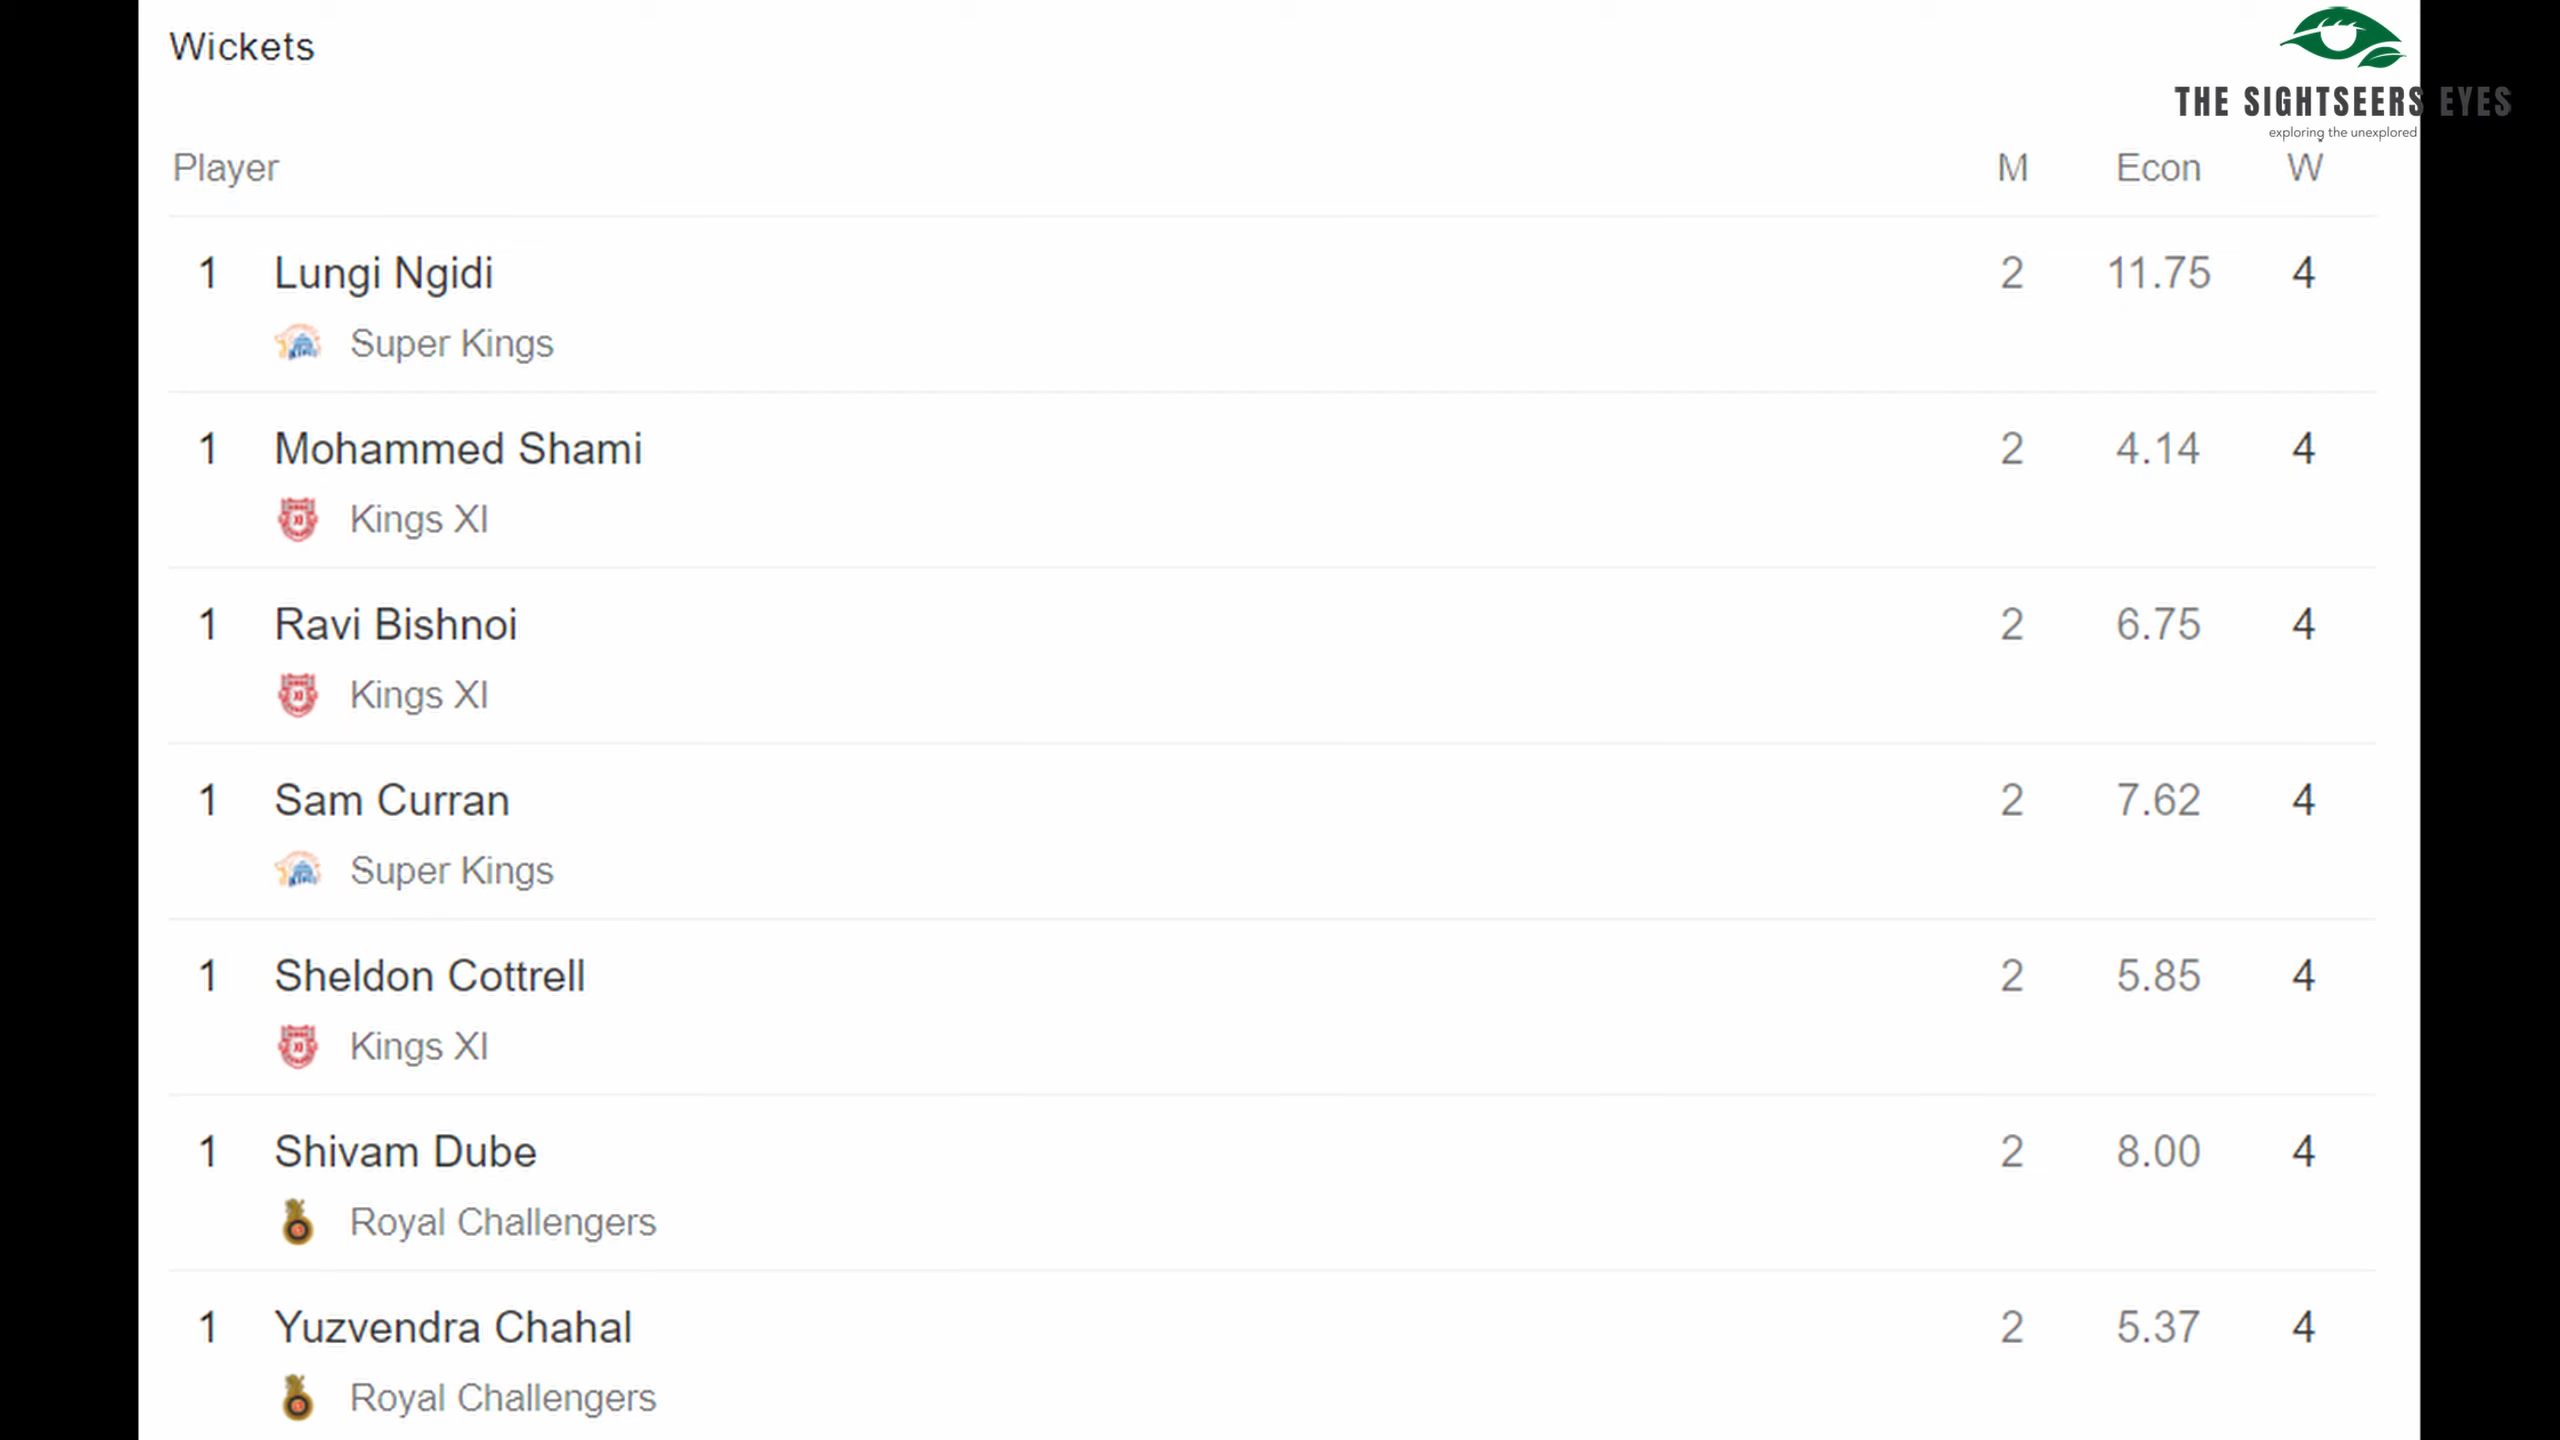 Wickets
THE SIGHTSEERS EYES
exploring the unexplored
Player M Econ W
1 Lungi Ngidi 2 11.75 4
Super Kings
1 Mohammed Shami 2 4.14 4
Kings XI
1 Ravi Bishnoi 2 6.75 4
Kings XI
1 Sam Curran 2 7.62 4
Super Kings
1 Sheldon Cottrell 2 5.85 4
Kings XI
1 Shivam Dube 2 8.00 4
Royal Challengers
1 Yuzvendra Chahal 2 5.37 4
Royal Challengers